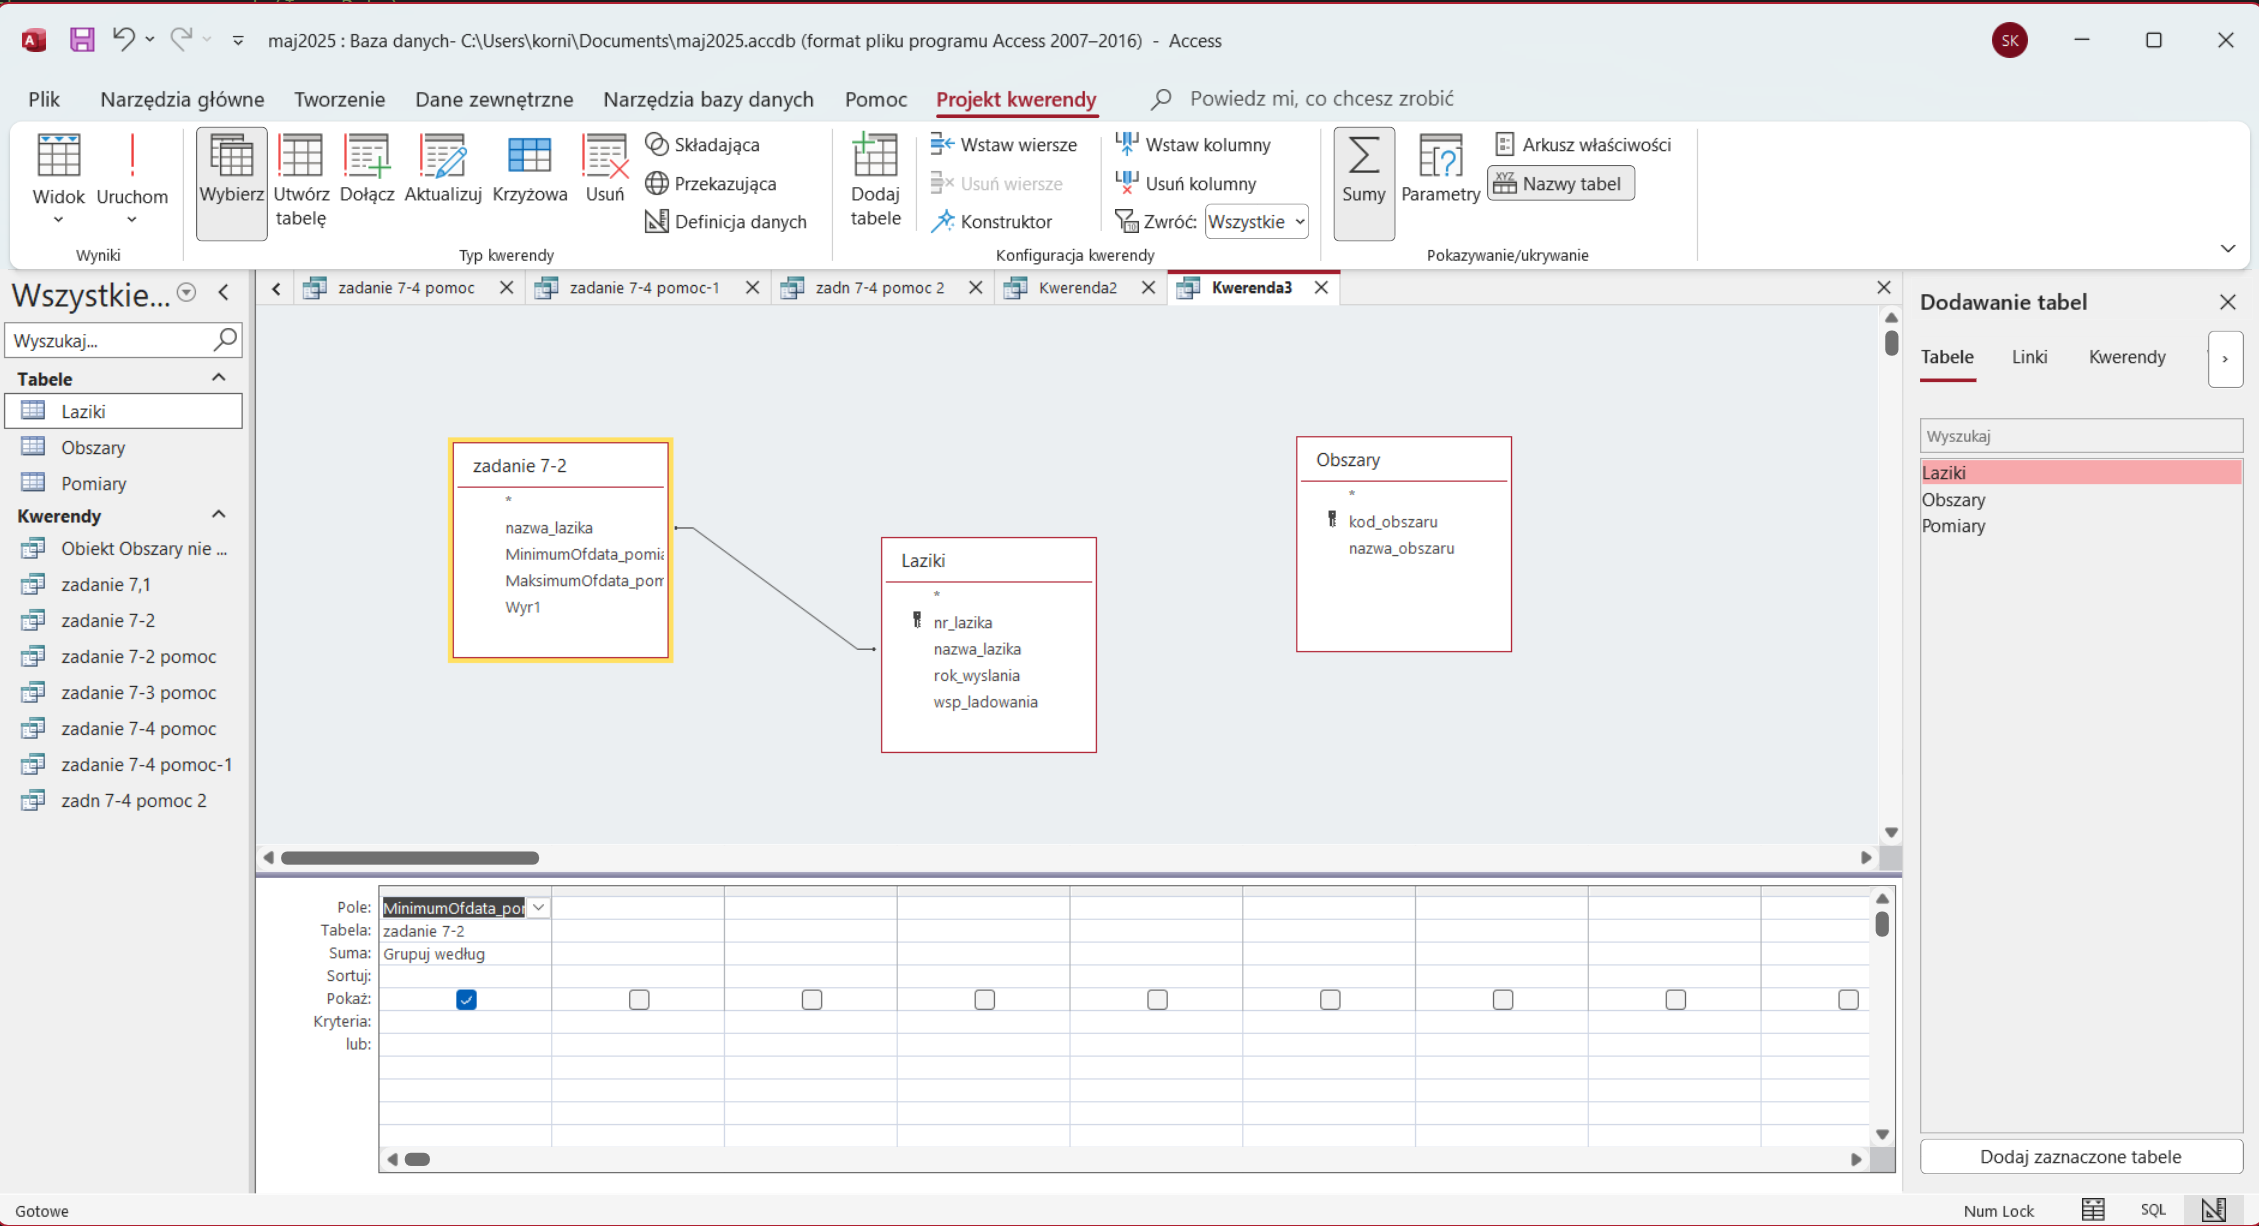 maj2025 : Baza danych- C:\Users\korni\Documents\maj2025.accdb (format pliku programu Access 2007–2016) - Access
SK
Plik
Narzędzia główne
Tworzenie
Dane zewnętrzne
Narzędzia bazy danych
Pomoc
Projekt kwerendy
Powiedz mi, co chcesz zrobić
Widok
Uruchom
Wyniki
Wybierz
Utwórz tabelę
Dołącz
Aktualizuj
Krzyżowa
Usuń
Składająca
Przekazująca
Definicja danych
Typ kwerendy
Dodaj tabele
Wstaw wiersze
Usuń wiersze
Konstruktor
Wstaw kolumny
Usuń kolumny
Zwróć: Wszystkie
Konfiguracja kwerendy
Sumy
Parametry
Arkusz właściwości
Nazwy tabel
Pokazywanie/ukrywanie
Wszystkie...
Wyszukaj...
Tabele
Laziki
Obszary
Pomiary
Kwerendy
Obiekt Obszary nie ...
zadanie 7,1
zadanie 7-2
zadanie 7-2 pomoc
zadanie 7-3 pomoc
zadanie 7-4 pomoc
zadanie 7-4 pomoc-1
zadn 7-4 pomoc 2
zadanie 7-4 pomoc
zadanie 7-4 pomoc-1
zadn 7-4 pomoc 2
Kwerenda2
Kwerenda3
zadanie 7-2
*
nazwa_lazika
MinimumOfdata_pomia
MaksimumOfdata_pom
Wyr1
Laziki
*
nr_lazika
nazwa_lazika
rok_wyslania
wsp_ladowania
Obszary
*
kod_obszaru
nazwa_obszaru
Pole: MinimumOfdata_por
Tabela: zadanie 7-2
Suma: Grupuj według
Sortuj:
Pokaż:
Kryteria:
lub:
Dodawanie tabel
Tabele
Linki
Kwerendy
Wyszukaj
Laziki
Obszary
Pomiary
Dodaj zaznaczone tabele
Gotowe
Num Lock
SQL